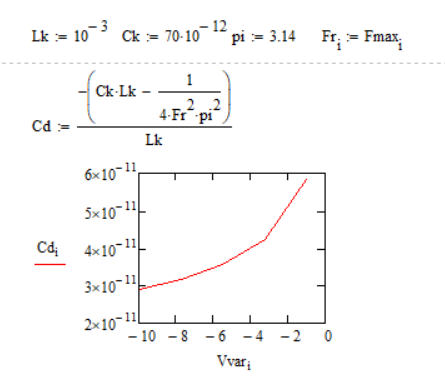 Lk := 10^-3 Ck := 70·10^-12 pi := 3.14 Fr_i := Fmax_i
Cd := -(Ck·Lk − 1/(4·Fr^2·pi^2))/Lk
6×10^-11
5×10^-11
Cd_i 4×10^-11
3×10^-11
2×10^-11
−10 −8 −6 −4 −2 0
Vvar_i